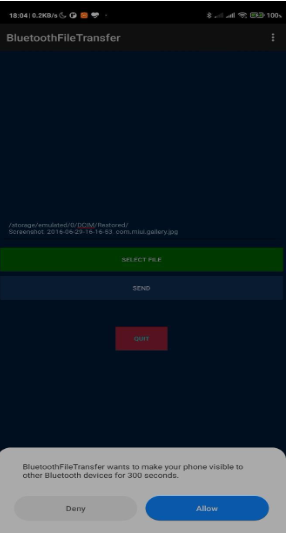 18:04 | 0.2KB/s
100%
BluetoothFileTransfer
/storage/emulated/0/DCIM/Restored/
Screenshot_2016-06-29-16-16-53_com.miui.gallery.jpg
SELECT FILE
SEND
QUIT
BluetoothFileTransfer wants to make your phone visible to
other Bluetooth devices for 300 seconds.
Deny
Allow